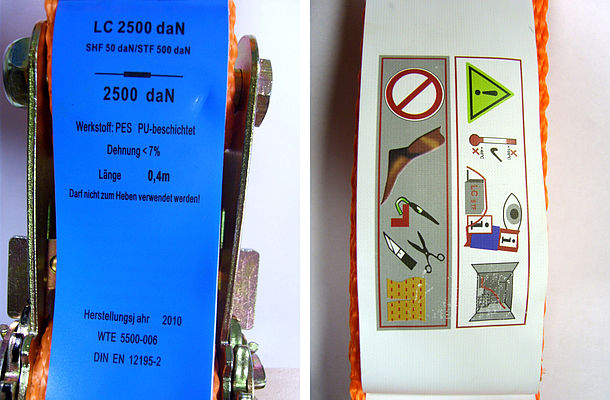 LC 2500 daN
SHF 50 daN/STF 500 daN
2500 daN
Werkstoff: PES PU-beschichtet
Dehnung <7%
Länge 0,4m
Darf nicht zum Heben verwendet werden!
Herstellungsjahr 2010
WTE 5500-006
DIN EN 12195-2
LC STF
i
i